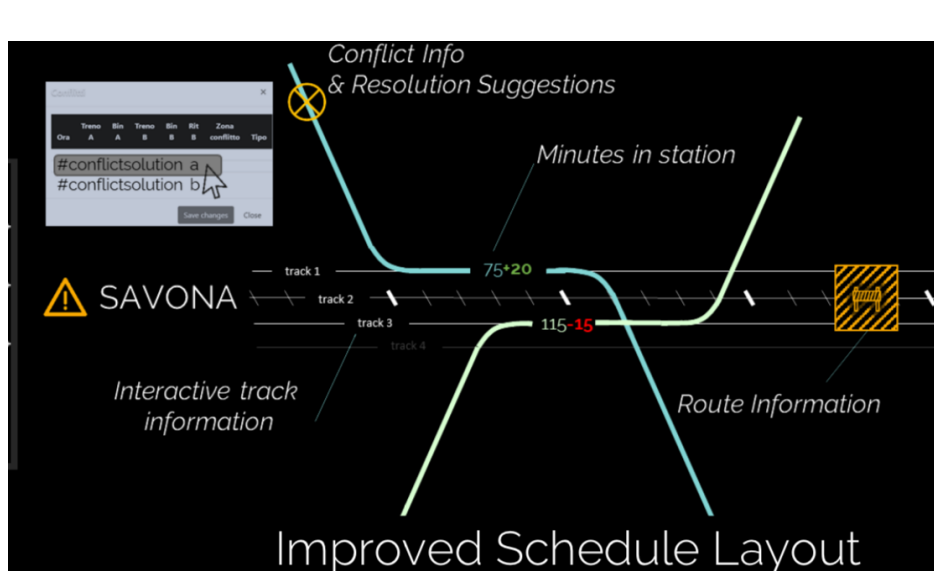 Conflict Info
& Resolution Suggestions
Conflitti
×
Ora Treno A Bin A Treno B Bin B Rit B Zona conflitto Tipo
#conflictsolution a
#conflictsolution b
Save changes Close
Minutes in station
track 1
75+20
SAVONA
track 2
track 3
115-15
track 4
Interactive track
information
Route Information
Improved Schedule Layout